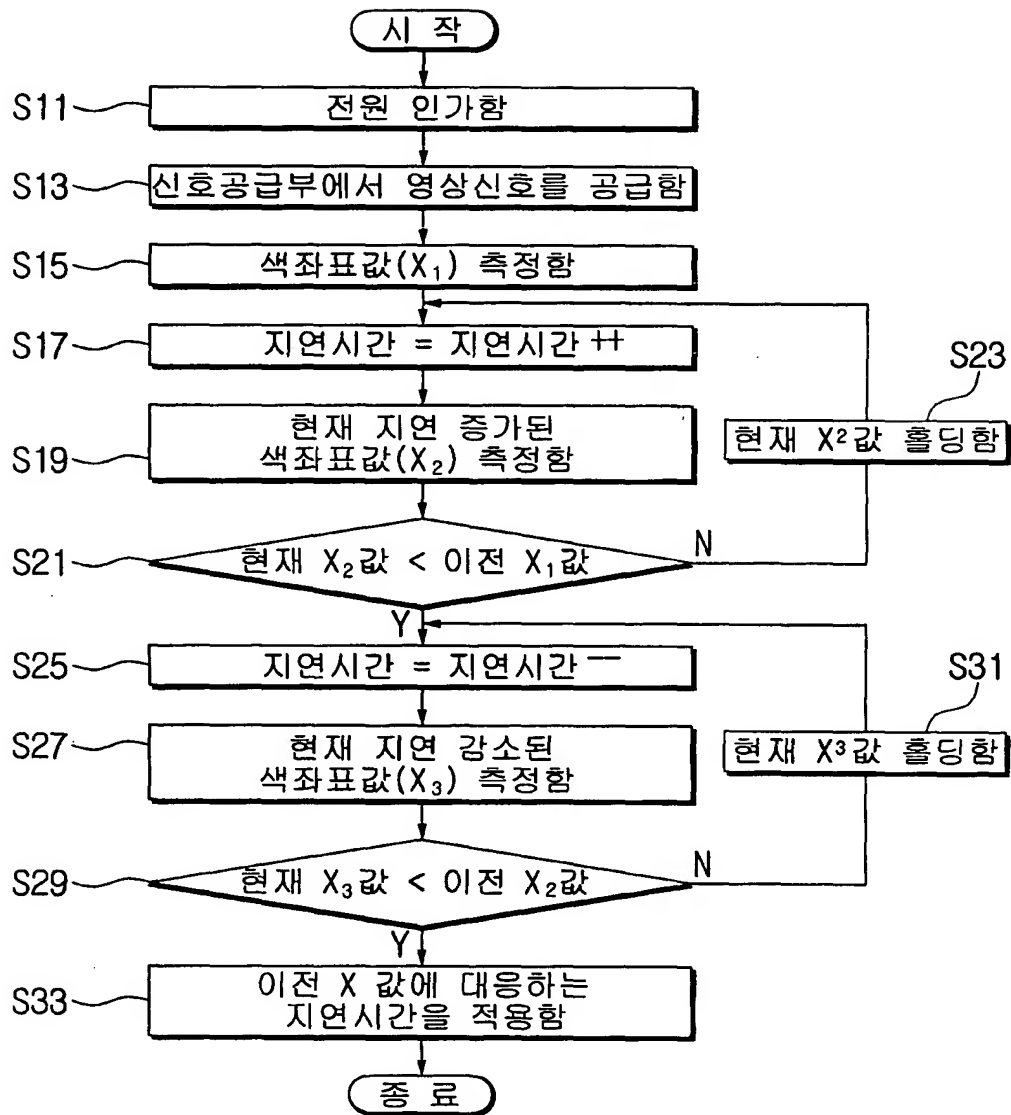 시 작
S11
전원 인가함
S13
신호공급부에서 영상신호를 공급함
S15
색좌표값(X₁) 측정함
S17
지연시간 = 지연시간 ++
S23
현재 X²값 홀딩함
S19
현재 지연 증가된
색좌표값(X₂) 측정함
S21
현재 X₂값 < 이전 X₁값
N
Y
S25
지연시간 = 지연시간 --
S31
현재 X³값 홀딩함
S27
현재 지연 감소된
색좌표값(X₃) 측정함
S29
현재 X₃값 < 이전 X₂값
N
Y
S33
이전 X 값에 대응하는
지연시간을 적용함
종 료